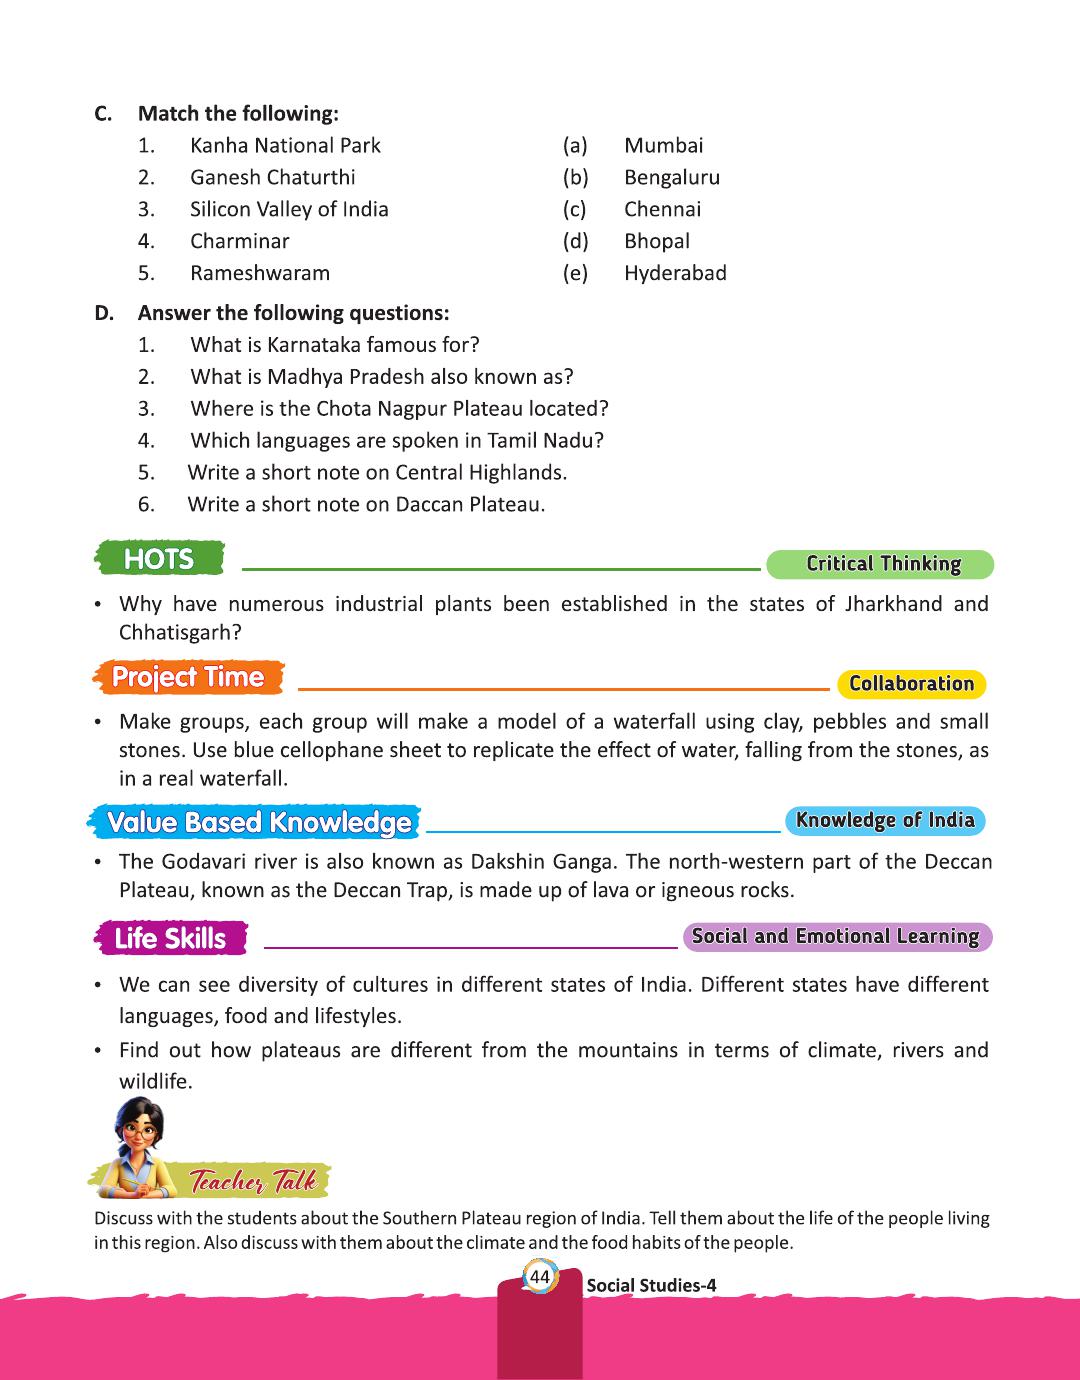 C. Match the following:
1. Kanha National Park (a) Mumbai
2. Ganesh Chaturthi (b) Bengaluru
3. Silicon Valley of India (c) Chennai
4. Charminar (d) Bhopal
5. Rameshwaram (e) Hyderabad
D. Answer the following questions:
1. What is Karnataka famous for?
2. What is Madhya Pradesh also known as?
3. Where is the Chota Nagpur Plateau located?
4. Which languages are spoken in Tamil Nadu?
5. Write a short note on Central Highlands.
6. Write a short note on Daccan Plateau.
HOTS Critical Thinking
• Why have numerous industrial plants been established in the states of Jharkhand and
Chhatisgarh?
Project Time Collaboration
• Make groups, each group will make a model of a waterfall using clay, pebbles and small
stones. Use blue cellophane sheet to replicate the effect of water, falling from the stones, as
in a real waterfall.
Value Based Knowledge Knowledge of India
• The Godavari river is also known as Dakshin Ganga. The north-western part of the Deccan
Plateau, known as the Deccan Trap, is made up of lava or igneous rocks.
Life Skills Social and Emotional Learning
• We can see diversity of cultures in different states of India. Different states have different
languages, food and lifestyles.
• Find out how plateaus are different from the mountains in terms of climate, rivers and
wildlife.
Teacher Talk
Discuss with the students about the Southern Plateau region of India. Tell them about the life of the people living
in this region. Also discuss with them about the climate and the food habits of the people.
44 Social Studies-4